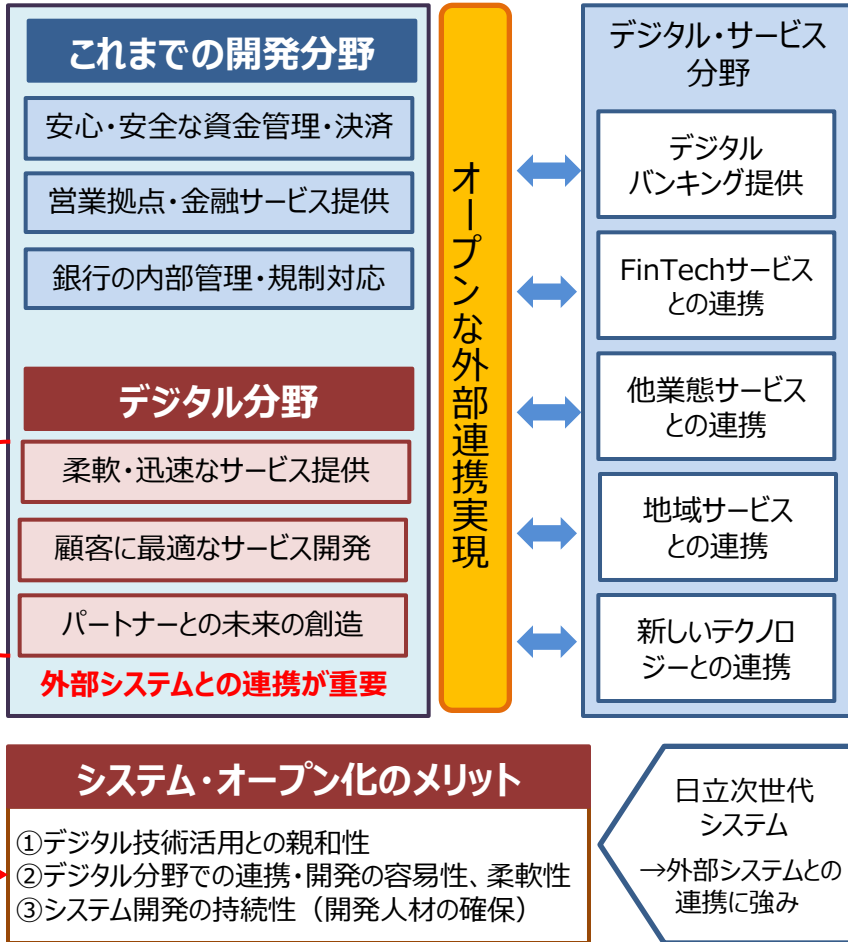 これまでの開発分野
安心・安全な資金管理・決済
営業拠点・金融サービス提供
銀行の内部管理・規制対応
デジタル分野
柔軟・迅速なサービス提供
顧客に最適なサービス開発
パートナーとの未来の創造
外部システムとの連携が重要
オープンな外部連携実現
デジタル・サービス
分野
デジタル
バンキング提供
FinTechサービス
との連携
他業態サービス
との連携
地域サービス
との連携
新しいテクノロ
ジーとの連携
システム・オープン化のメリット
①デジタル技術活用との親和性
②デジタル分野での連携・開発の容易性、柔軟性
③システム開発の持続性（開発人材の確保）
日立次世代
システム
→外部システムとの
連携に強み